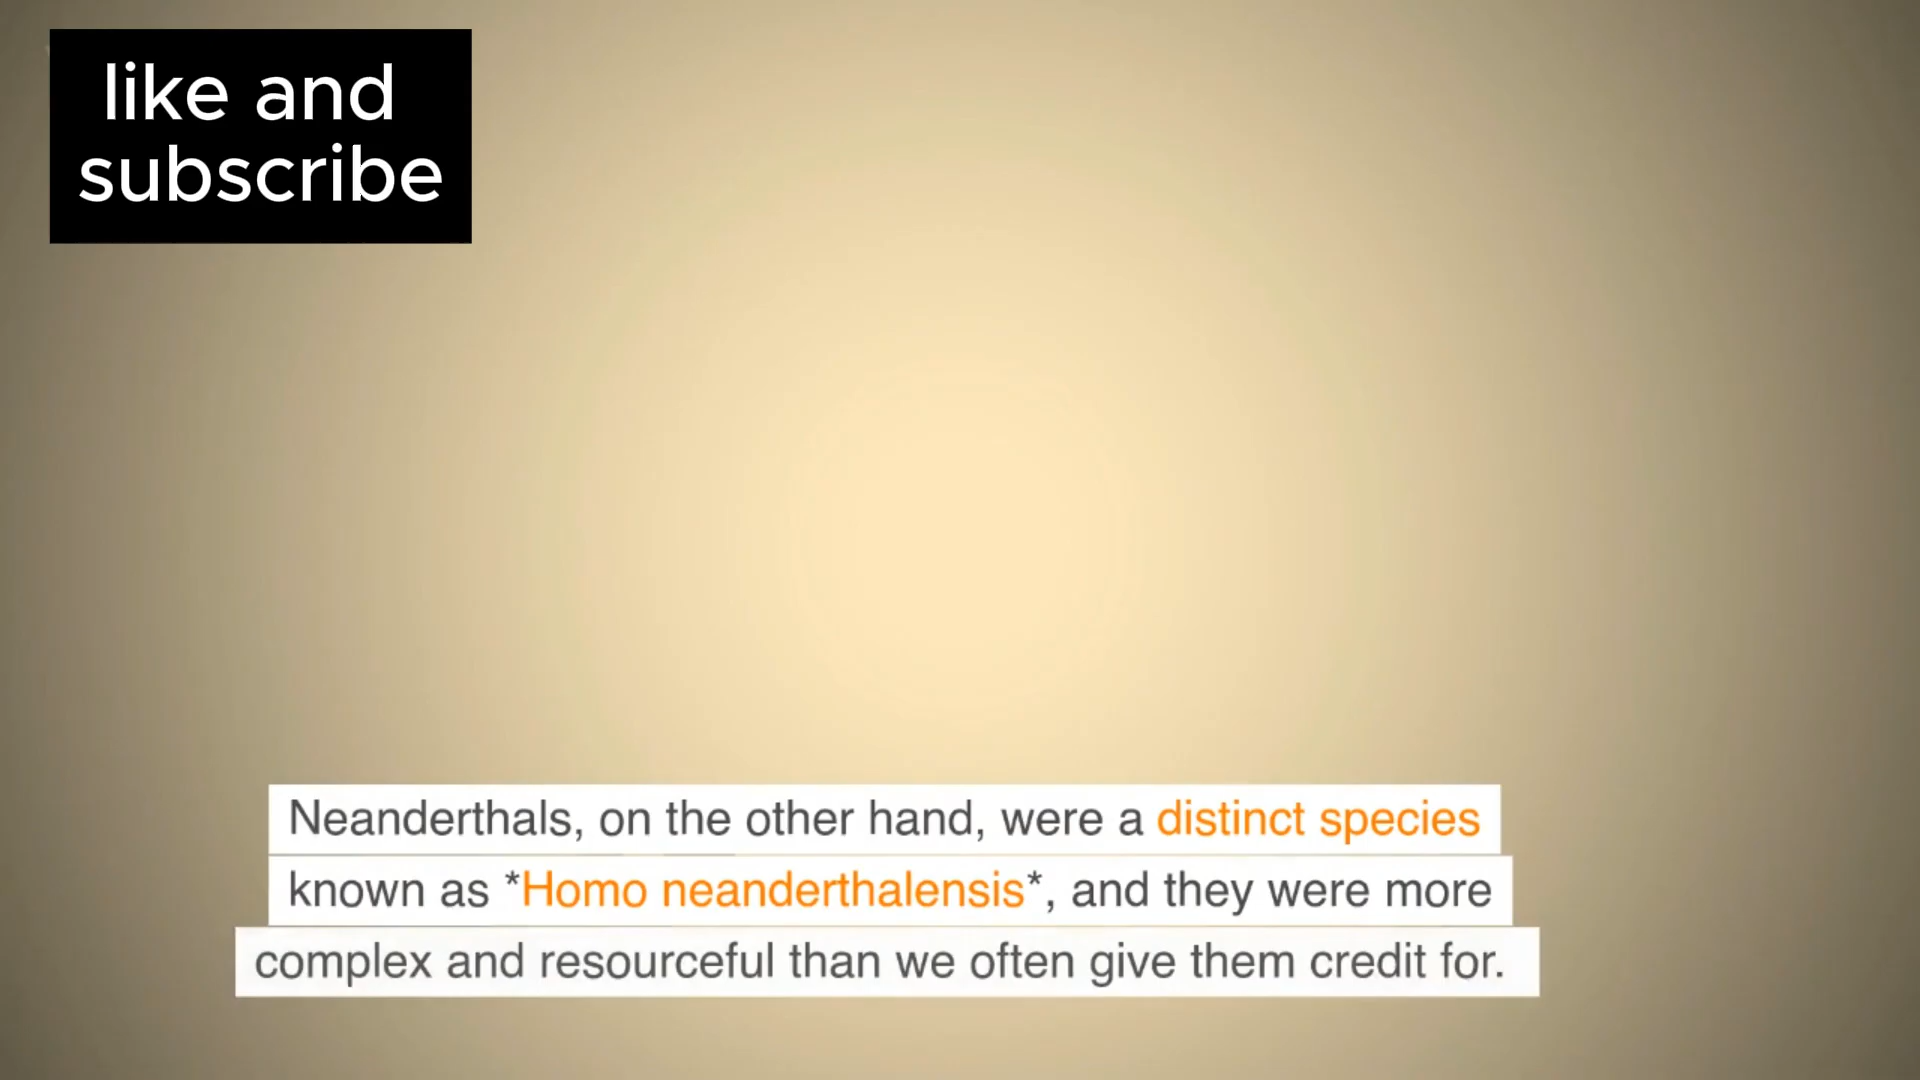 like and
subscribe
Neanderthals, on the other hand, were a distinct species
known as *Homo neanderthalensis*, and they were more
complex and resourceful than we often give them credit for.